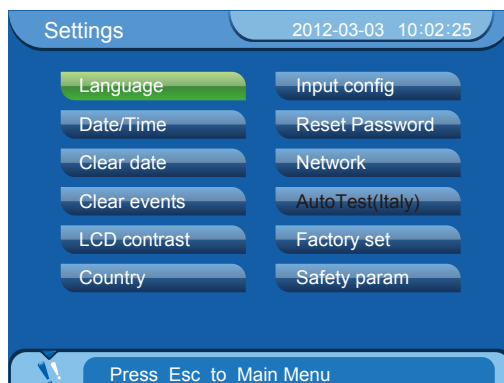 Settings
2012-03-03 10:02:25
Language
Date/Time
Clear date
Clear events
LCD contrast
Country
Input config
Reset Password
Network
AutoTest(Italy)
Factory set
Safety param
Press Esc to Main Menu